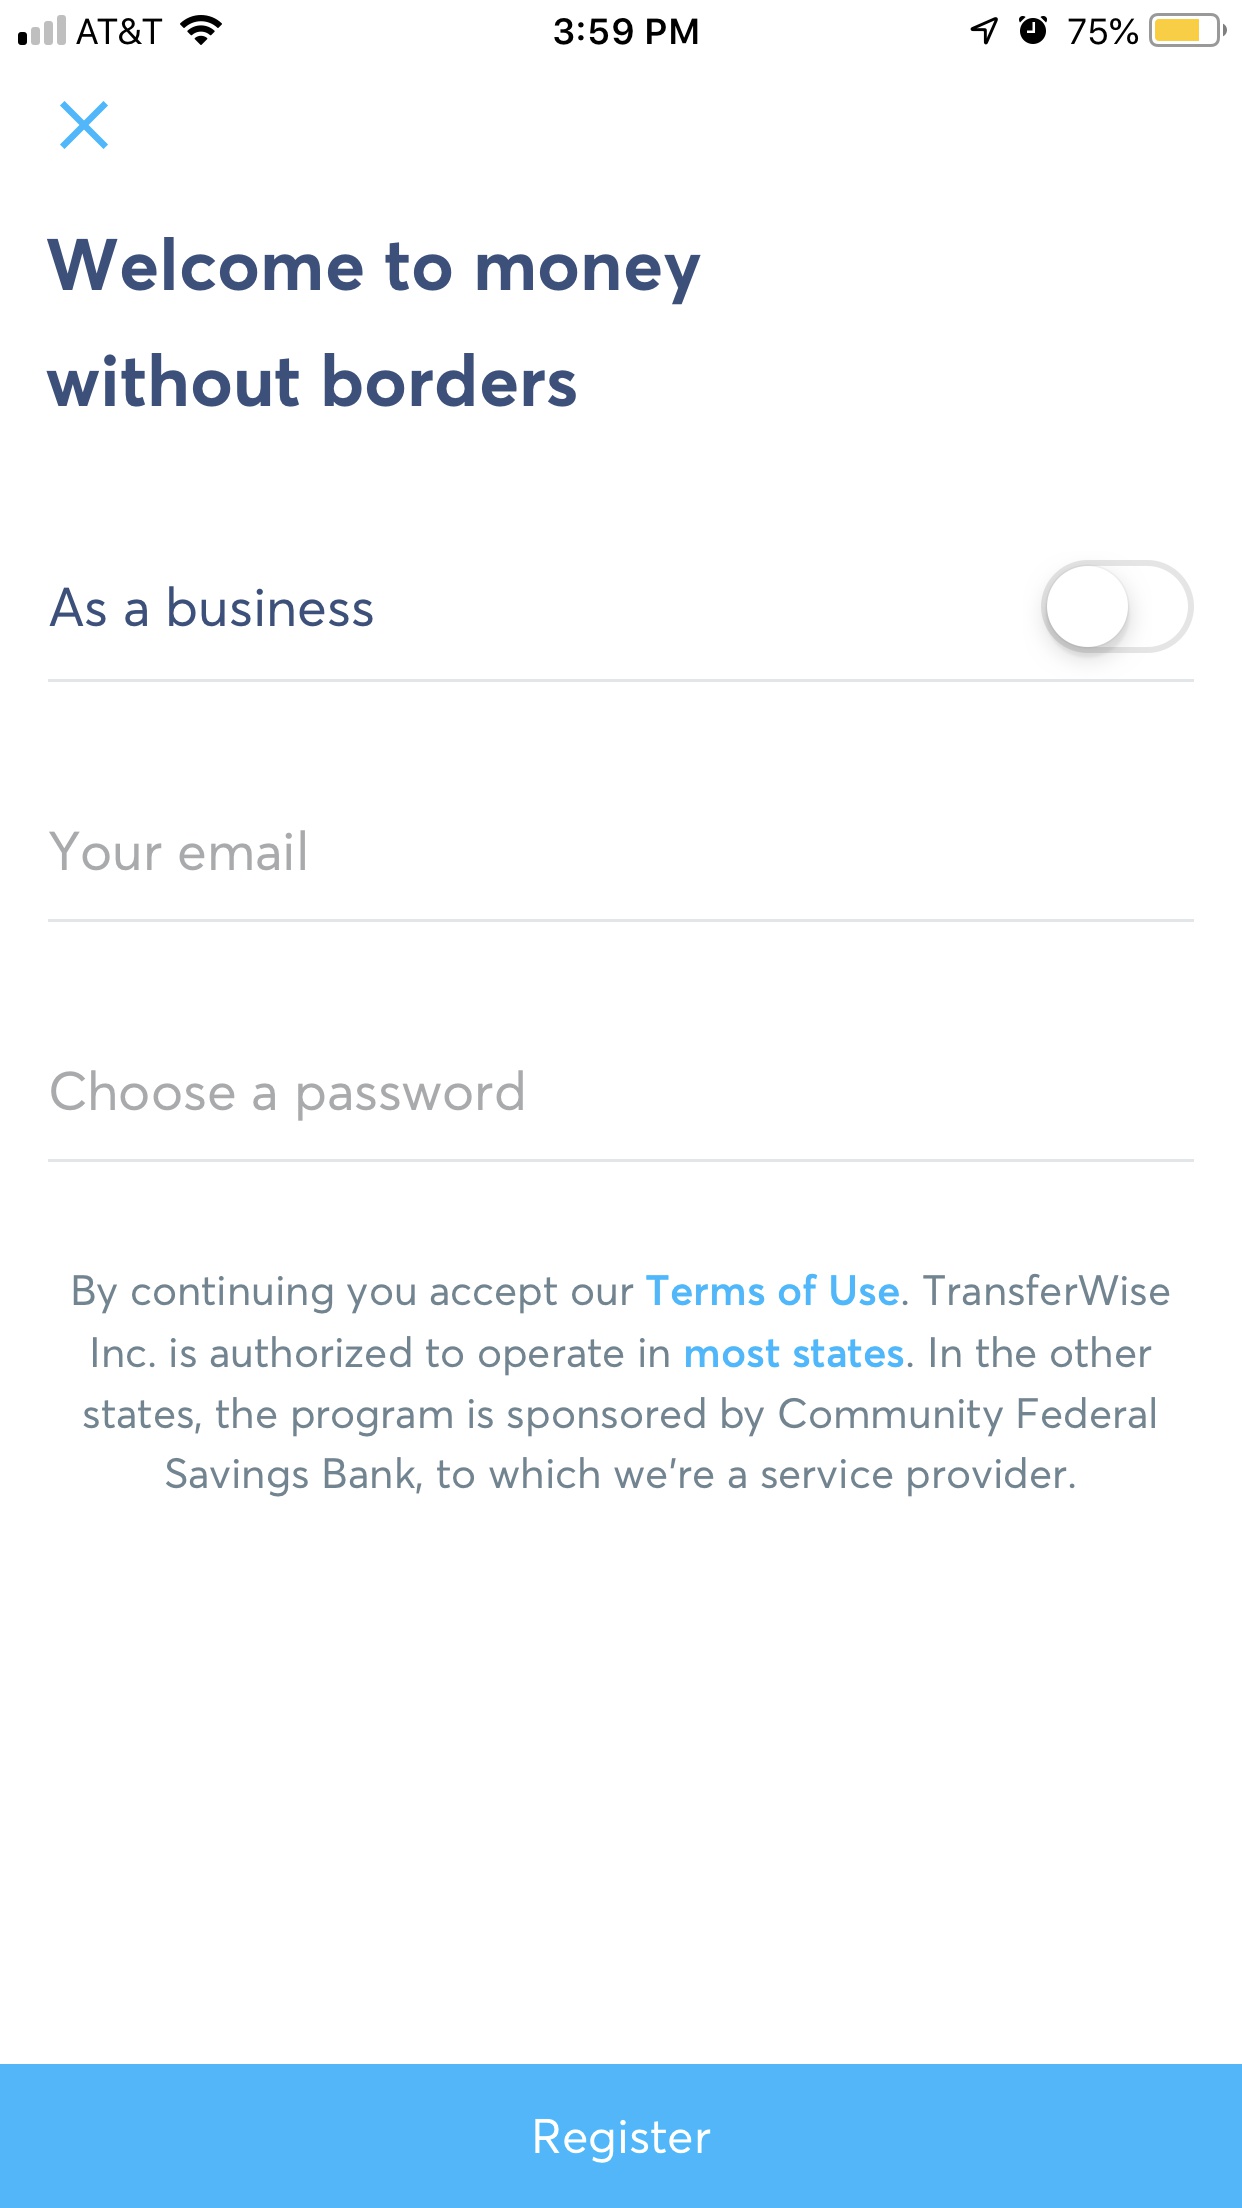 AT&T 3:59 PM 75%
Welcome to money
without borders
As a business
Your email
Choose a password
By continuing you accept our Terms of Use. TransferWise
Inc. is authorized to operate in most states. In the other
states, the program is sponsored by Community Federal
Savings Bank, to which we're a service provider.
Register